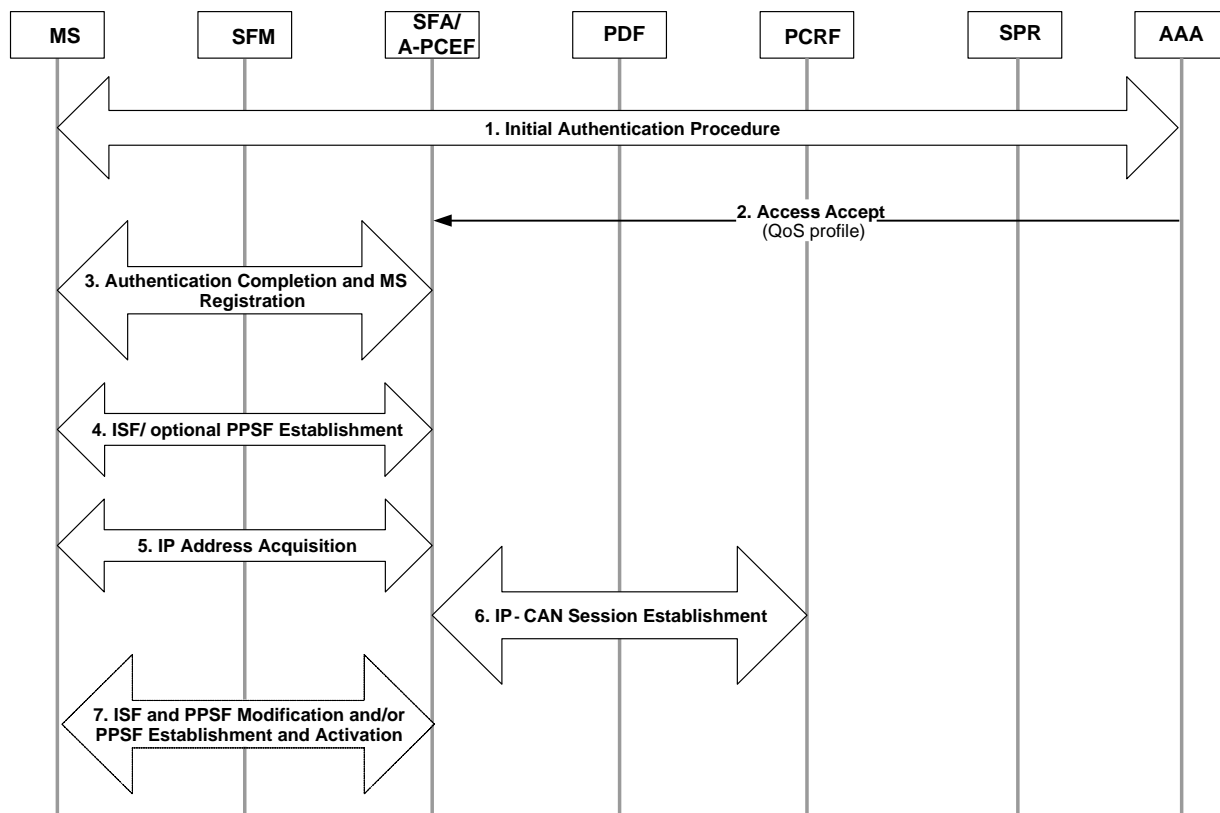 MS
SFM
SFA/
A-PCEF
PDF
PCRF
SPR
AAA
1. Initial Authentication Procedure
2. Access Accept
(QoS profile)
3. Authentication Completion and MS
Registration
4. ISF/ optional PPSF Establishment
5. IP Address Acquisition
6. IP- CAN Session Establishment
7. ISF and PPSF Modification and/or
PPSF Establishment and Activation